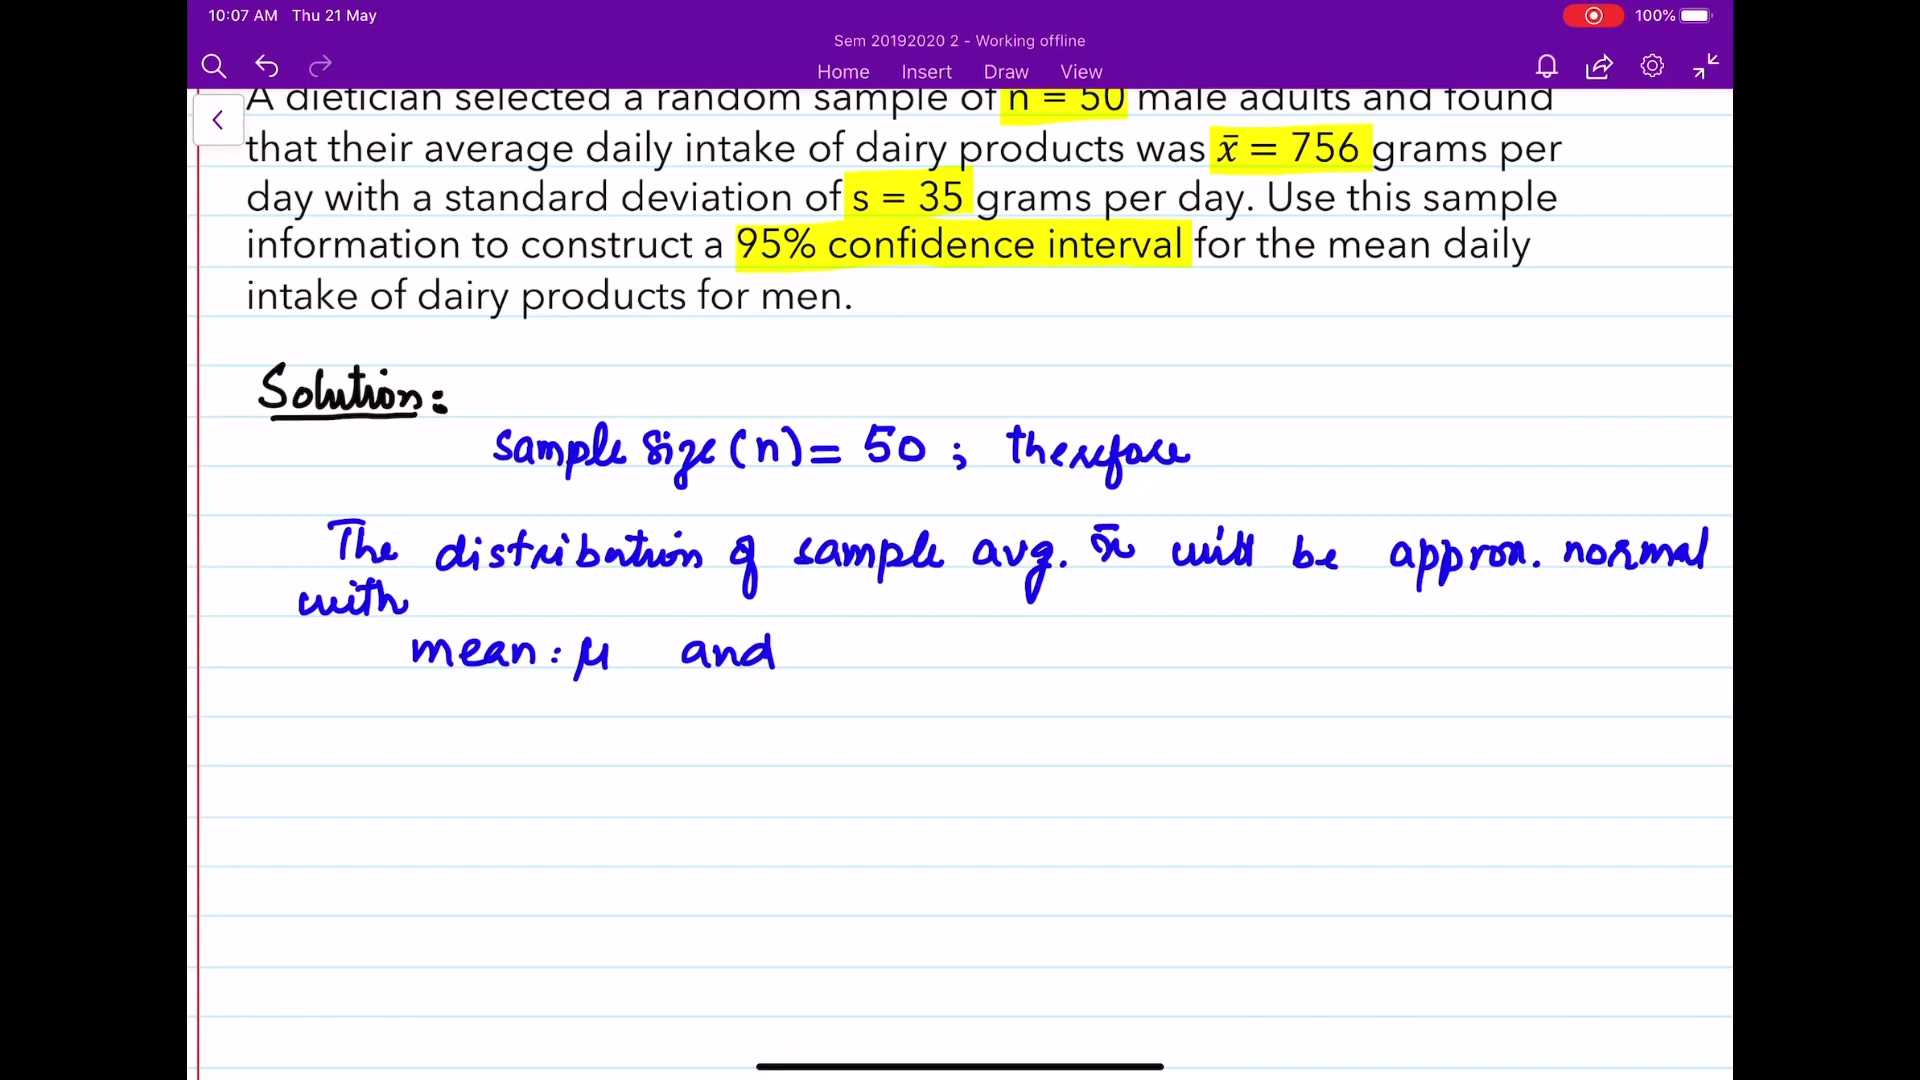 10:07 AM Thu 21 May
100%
Sem 20192020 2 - Working offline
Home Insert Draw View
A dietician selected a random sample of n = 50 male adults and found
that their average daily intake of dairy products was x̄ = 756 grams per
day with a standard deviation of s = 35 grams per day. Use this sample
information to construct a 95% confidence interval for the mean daily
intake of dairy products for men.
Solution:
Sample size (n) = 50 ; therefore
The distribution of sample avg. x̄ will be approx. normal
with
mean : μ and